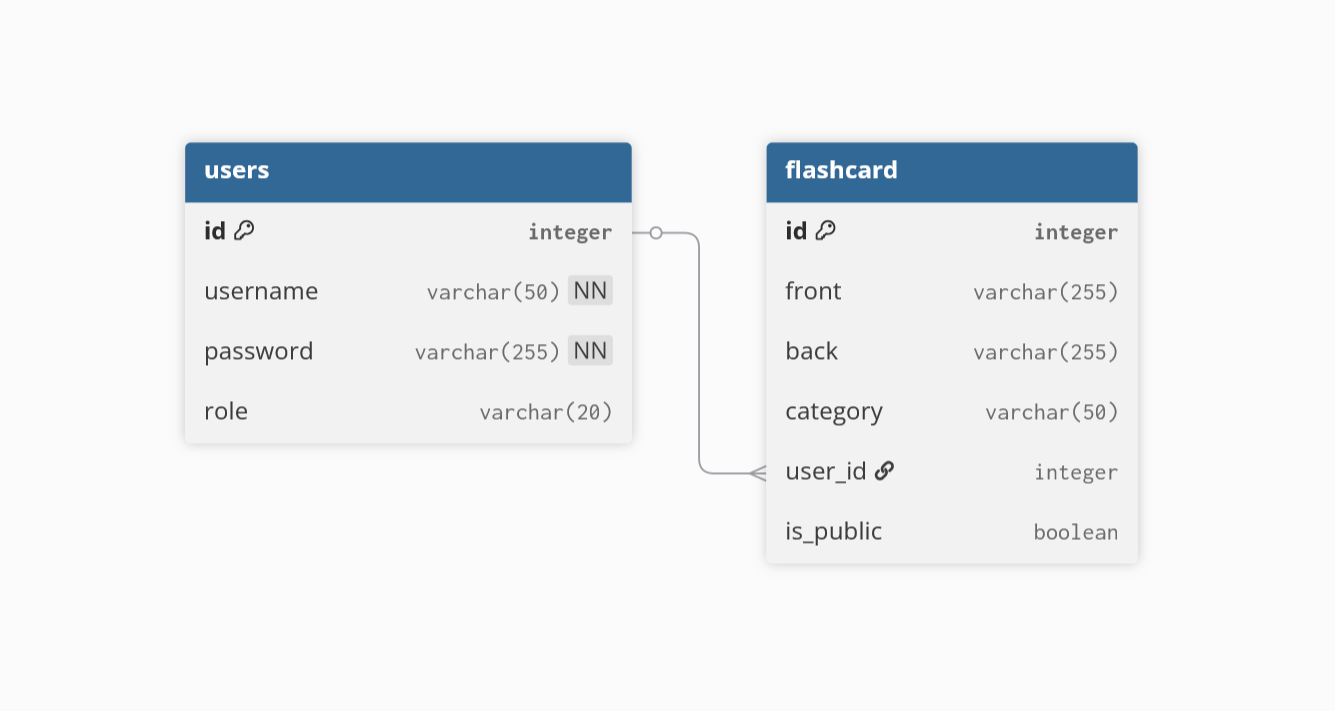 users
id integer
username varchar(50) NN
password varchar(255) NN
role varchar(20)
flashcard
id integer
front varchar(255)
back varchar(255)
category varchar(50)
user_id integer
is_public boolean